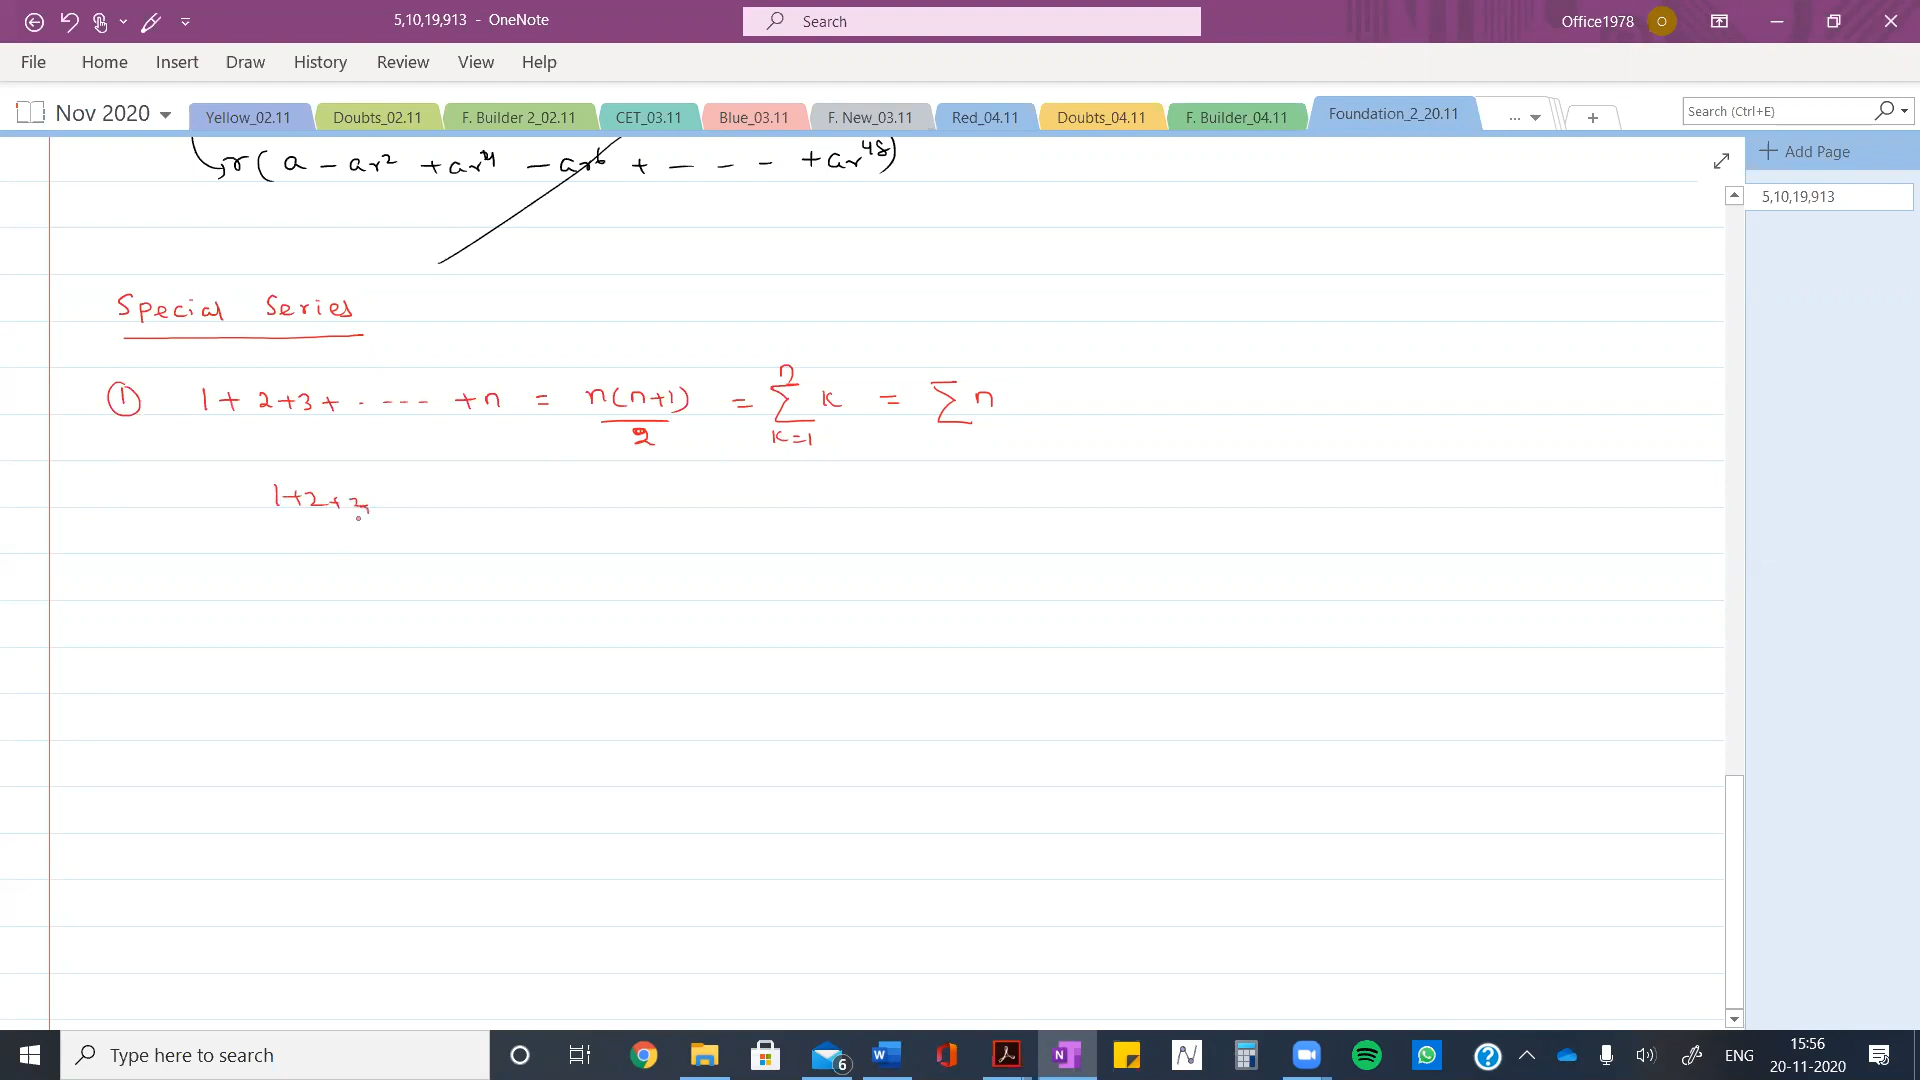 5,10,19,913 - OneNote
Search
Office1978
File Home Insert Draw History Review View Help
Nov 2020
Yellow_02.11 Doubts_02.11 F. Builder 2_02.11 CET_03.11 Blue_03.11 F. New_03.11 Red_04.11 Doubts_04.11 F. Builder_04.11 Foundation_2_20.11 ... +
Search (Ctrl+E)
Add Page
5,10,19,913
r(a - ar² + ar⁴ - ar⁶ + - - - + ar⁴⁸)
Special Series
① 1 + 2 + 3 + ..... + n = n(n+1)/2 = ∑ₖ₌₁ⁿ k = ∑ n
1+2+3
Type here to search
6
ENG
15:56
20-11-2020